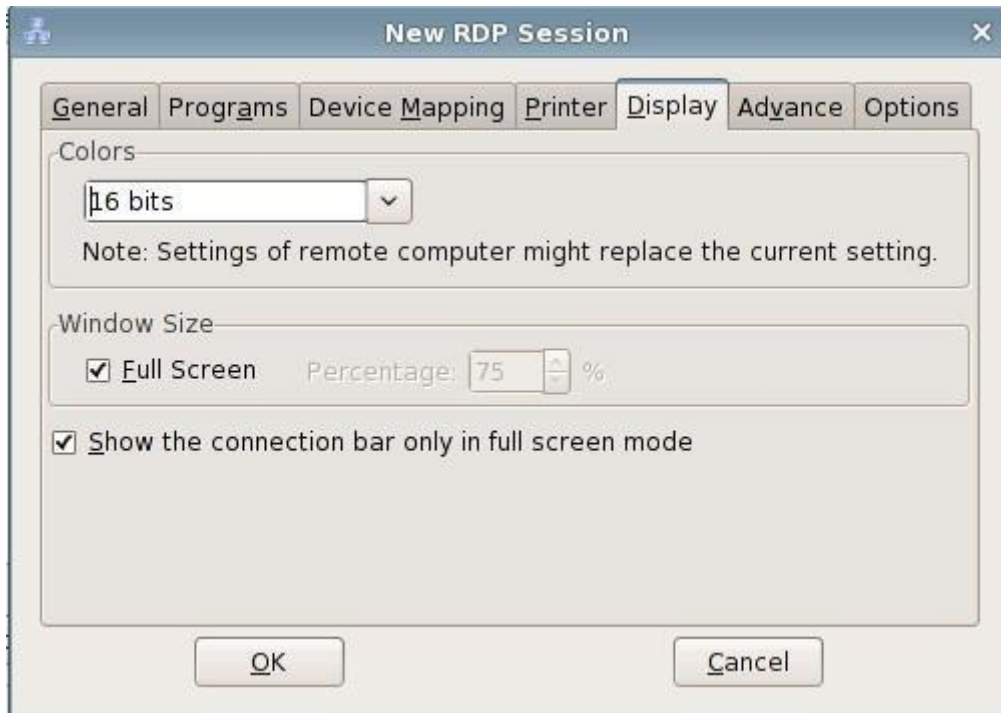 New RDP Session
General Programs Device Mapping Printer Display Advance Options
Colors
16 bits
Note: Settings of remote computer might replace the current setting.
Window Size
Full Screen Percentage: 75 %
Show the connection bar only in full screen mode
OK Cancel